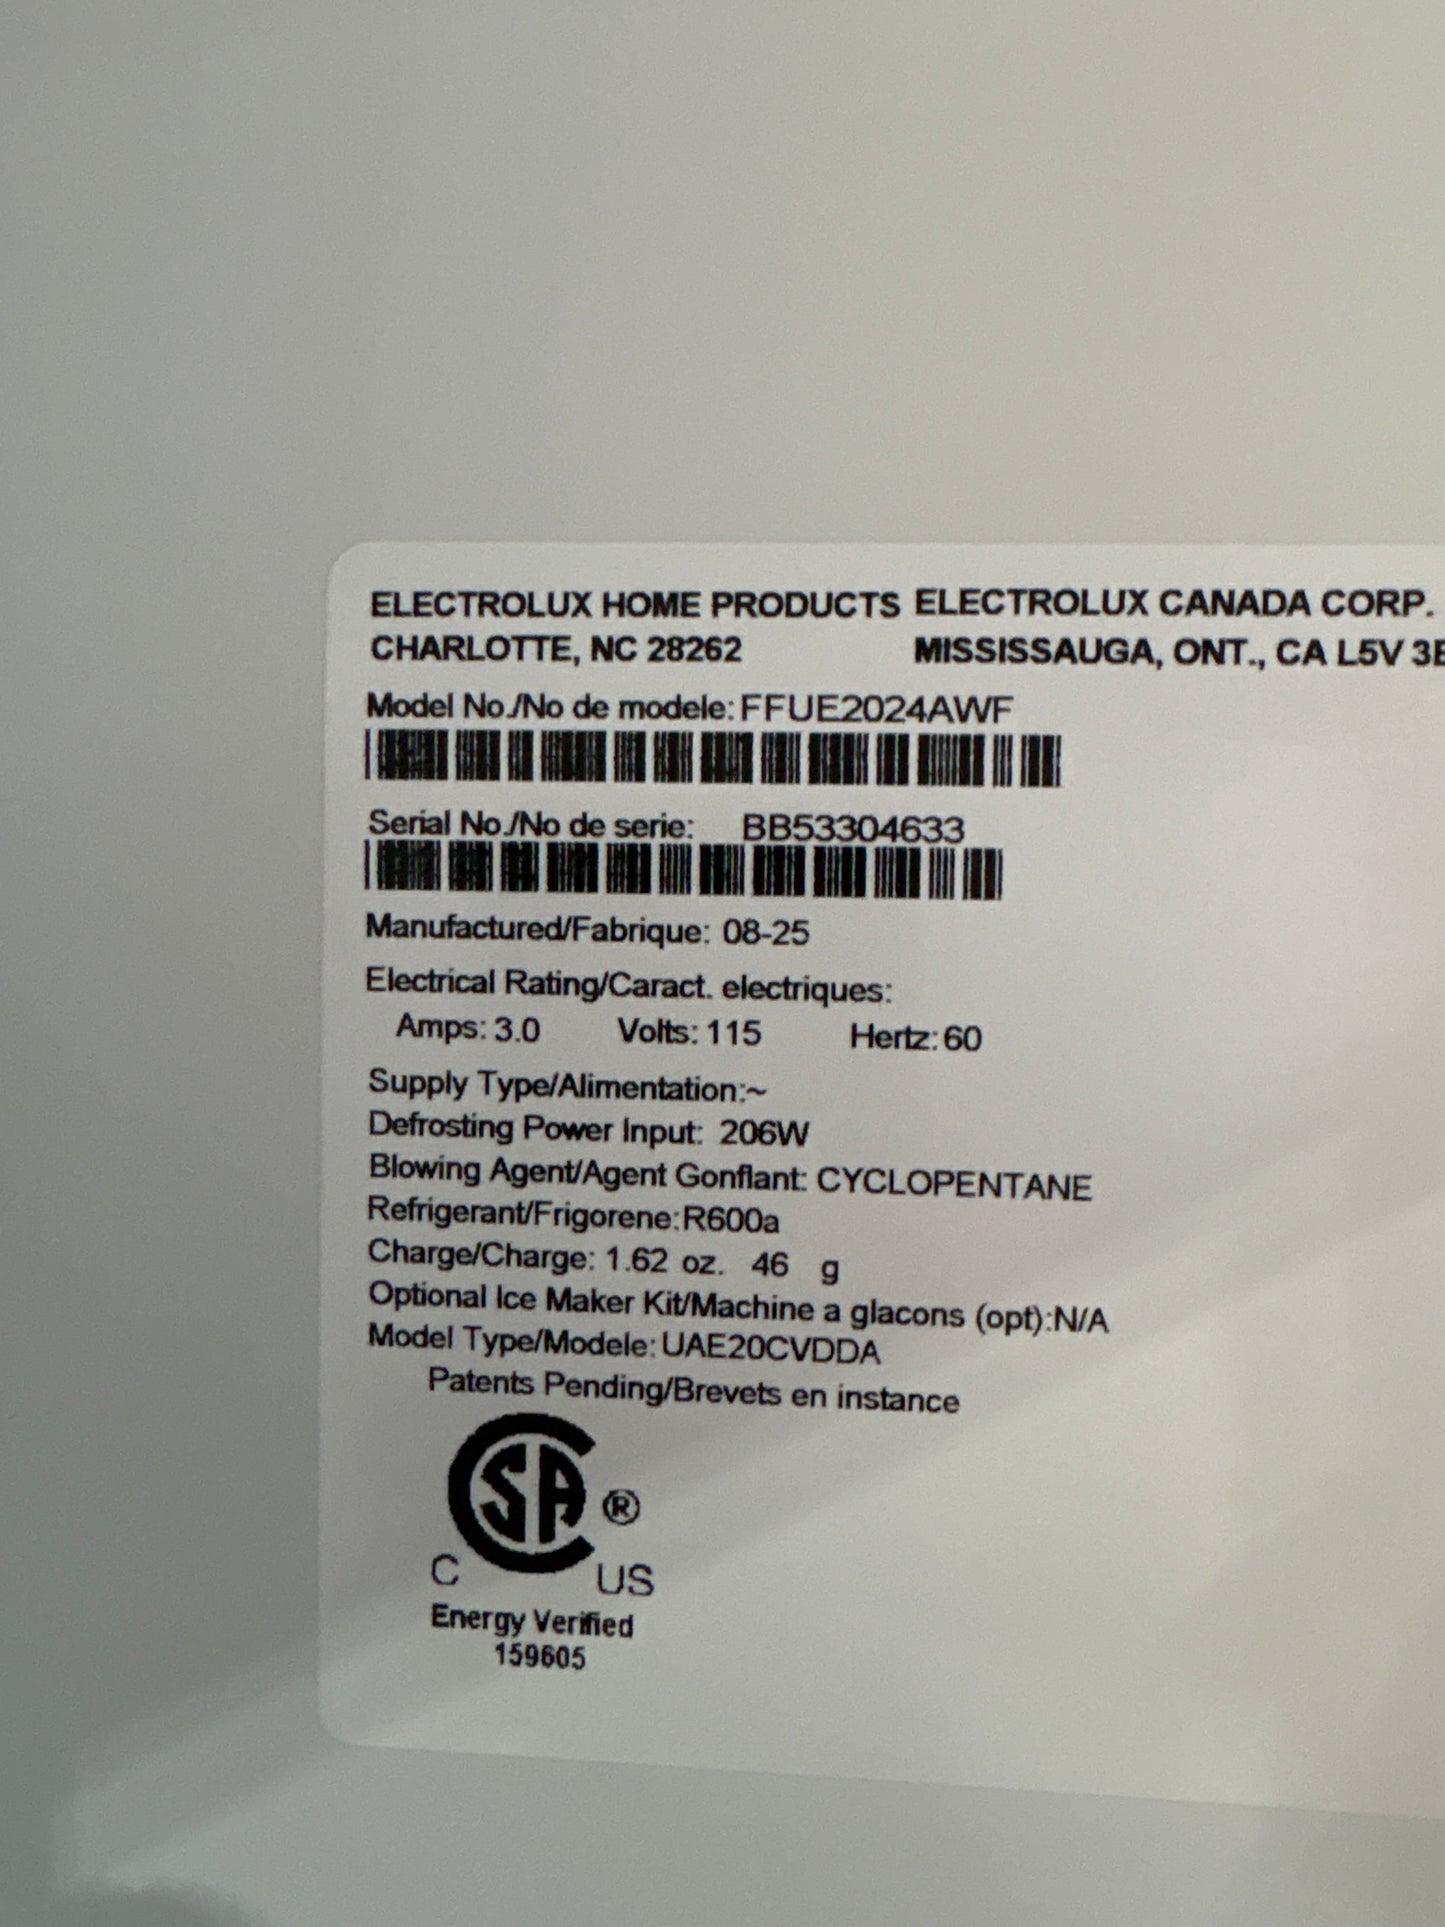 ELECTROLUX HOME PRODUCTS ELECTROLUX CANADA CORP.
CHARLOTTE, NC 28262 MISSISSAUGA, ONT., CA L5V 3E
Model No./No de modele: FFUE2024AWF
Serial No./No de serie: BB53304633
Manufactured/Fabrique: 08-25
Electrical Rating/Caract. electriques:
Amps: 3.0 Volts: 115 Hertz: 60
Supply Type/Alimentation:~
Defrosting Power Input: 206W
Blowing Agent/Agent Gonflant: CYCLOPENTANE
Refrigerant/Frigorene: R600a
Charge/Charge: 1.62 oz. 46 g
Optional Ice Maker Kit/Machine a glacons (opt):N/A
Model Type/Modele: UAE20CVDDA
Patents Pending/Brevets en instance
CSA ®
C US
Energy Verified
159605